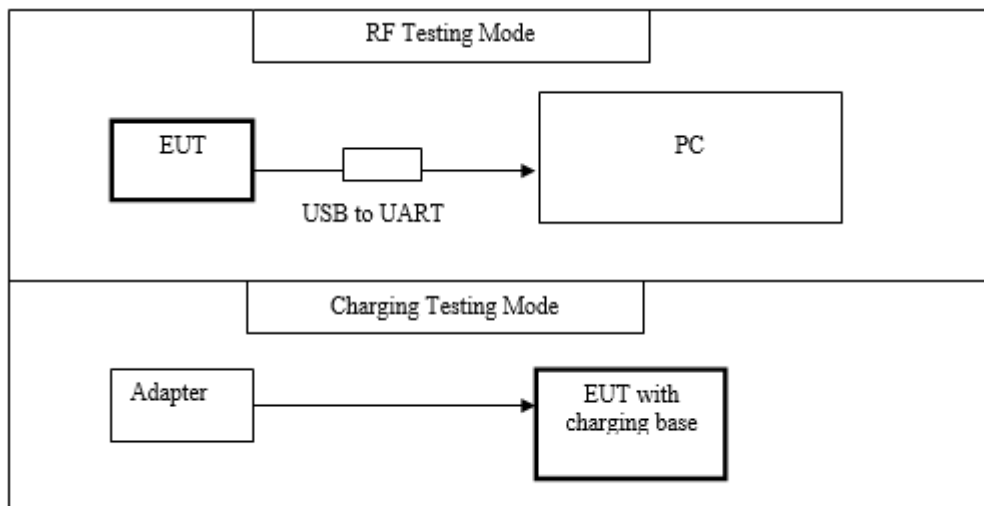 RF Testing Mode
EUT
PC
USB to UART
Charging Testing Mode
Adapter
EUT with
charging base